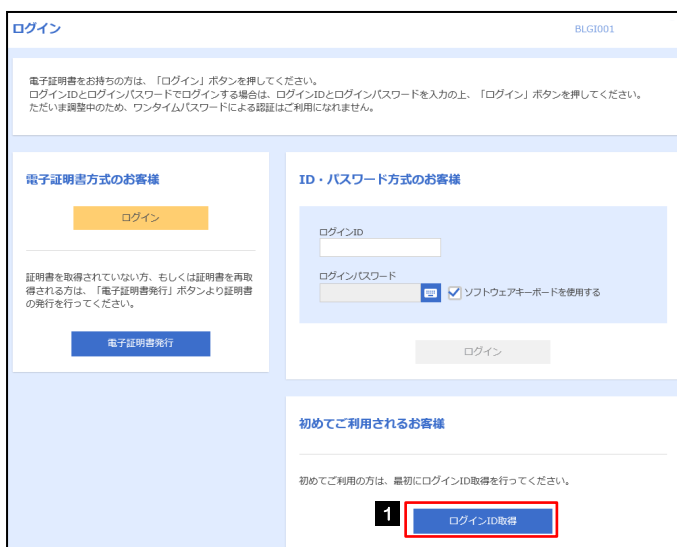 ログイン
BLGI001
電子証明書をお持ちの方は、「ログイン」ボタンを押してください。
ログインIDとログインパスワードでログインする場合は、ログインIDとログインパスワードを入力の上、「ログイン」ボタンを押してください。
ただいま調整中のため、ワンタイムパスワードによる認証はご利用になれません。
電子証明書方式のお客様
ログイン
証明書を取得されていない方、もしくは証明書を再取
得される方は、「電子証明書発行」ボタンより証明書
の発行を行ってください。
電子証明書発行
ID・パスワード方式のお客様
ログインID
ログインパスワード
ソフトウェアキーボードを使用する
ログイン
初めてご利用されるお客様
初めてご利用の方は、最初にログインID取得を行ってください。
1
ログインID取得